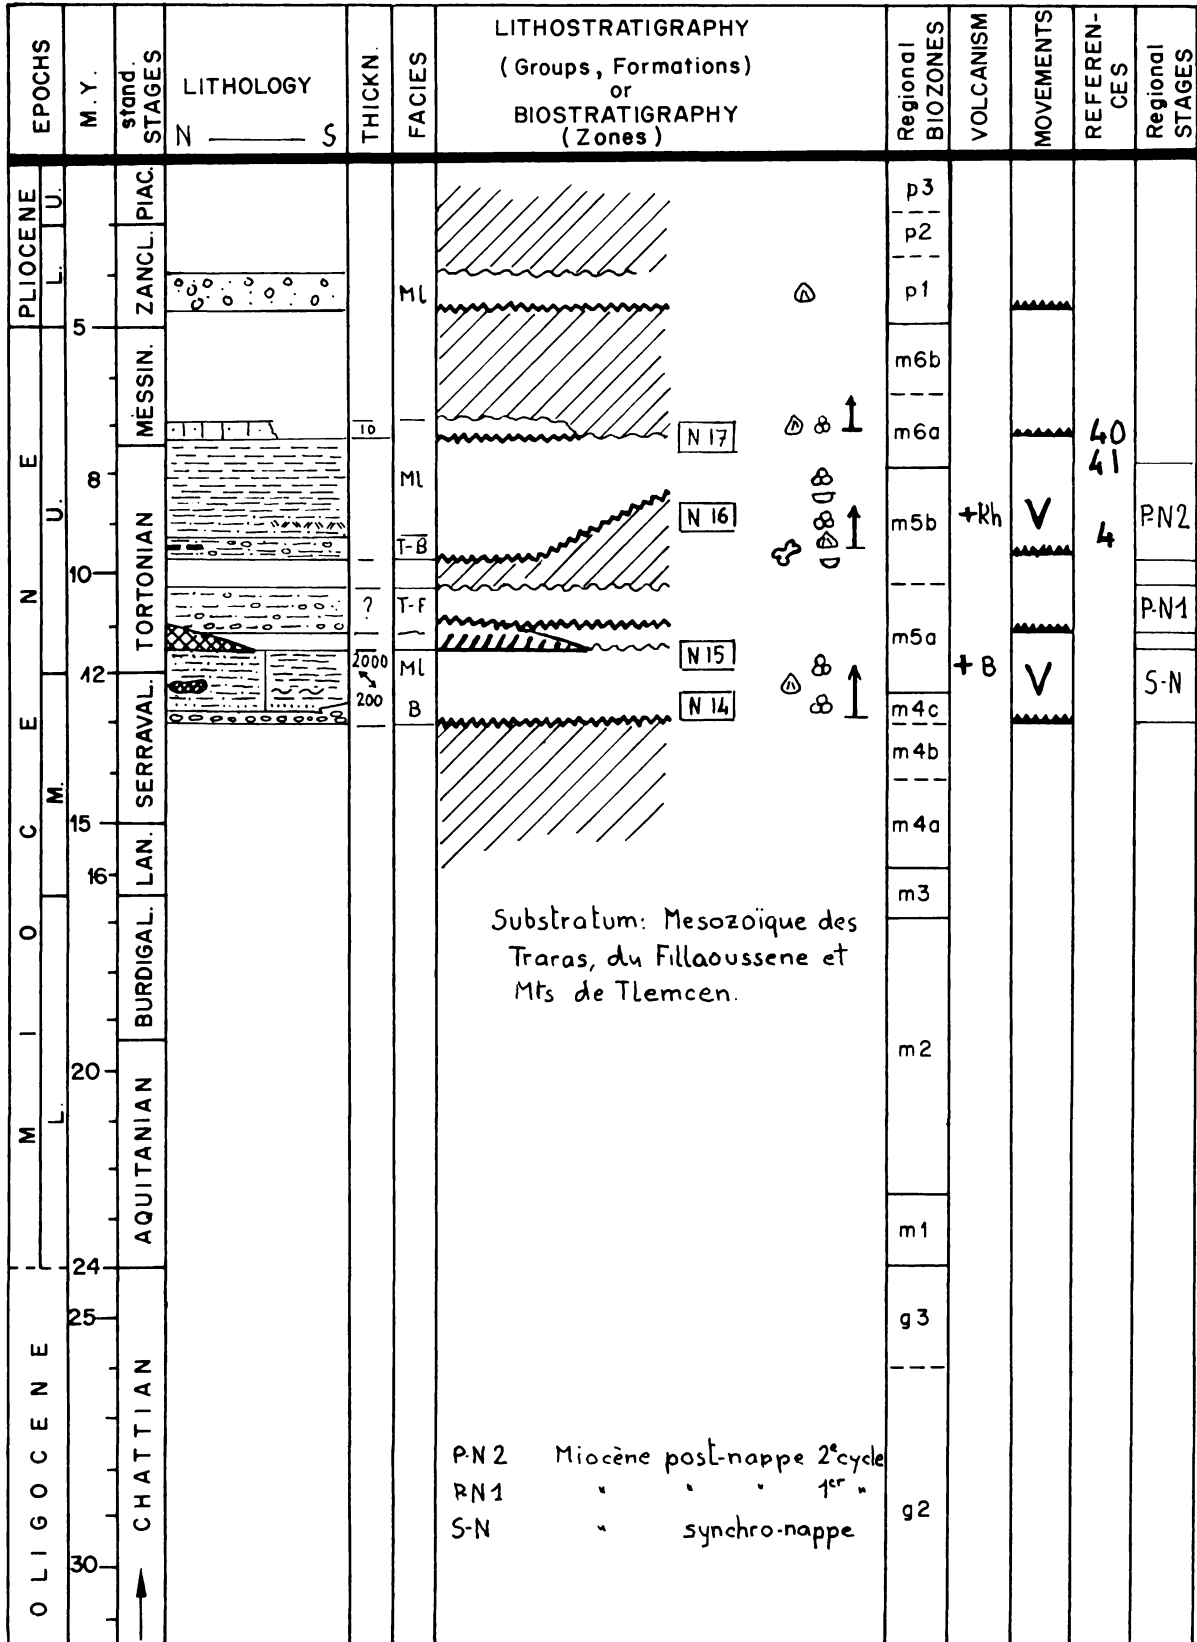 EPOCHS
M.Y.
stand. STAGES
LITHOLOGY
N S
THICKN.
FACIES
LITHOSTRATIGRAPHY
(Groups, Formations)
or
BIOSTRATIGRAPHY
(Zones)
Regional BIOZONES
VOLCANISM
MOVEMENTS
REFEREN-
CES
Regional STAGES
PLIOCENE
U.
L.
MIOCENE
U.
M.
L.
OLIGOCENE
5
8
10
12
15
16
20
24
25
30
PIAC.
ZANCL.
MESSIN.
TORTONIAN
SERRAVAL.
LAN.
BURDIGAL.
AQUITANIAN
CHATTIAN
10
?
2000
200
Ml
Ml
T-B
T-F
Ml
B
N 17
N 16
N 15
N 14
p3
p2
p1
m6b
m6a
m5b
m5a
m4c
m4b
m4a
m3
m2
m1
g3
g2
+Rh
+B
V
V
40
41
4
P-N2
P-N1
S-N
Substratum: Mesozoïque des
Traras, du Fillaoussene et
Mts de Tlemcen.
P-N2 Miocène post-nappe 2e cycle
P.N1 " " " 1er "
S-N " synchro-nappe